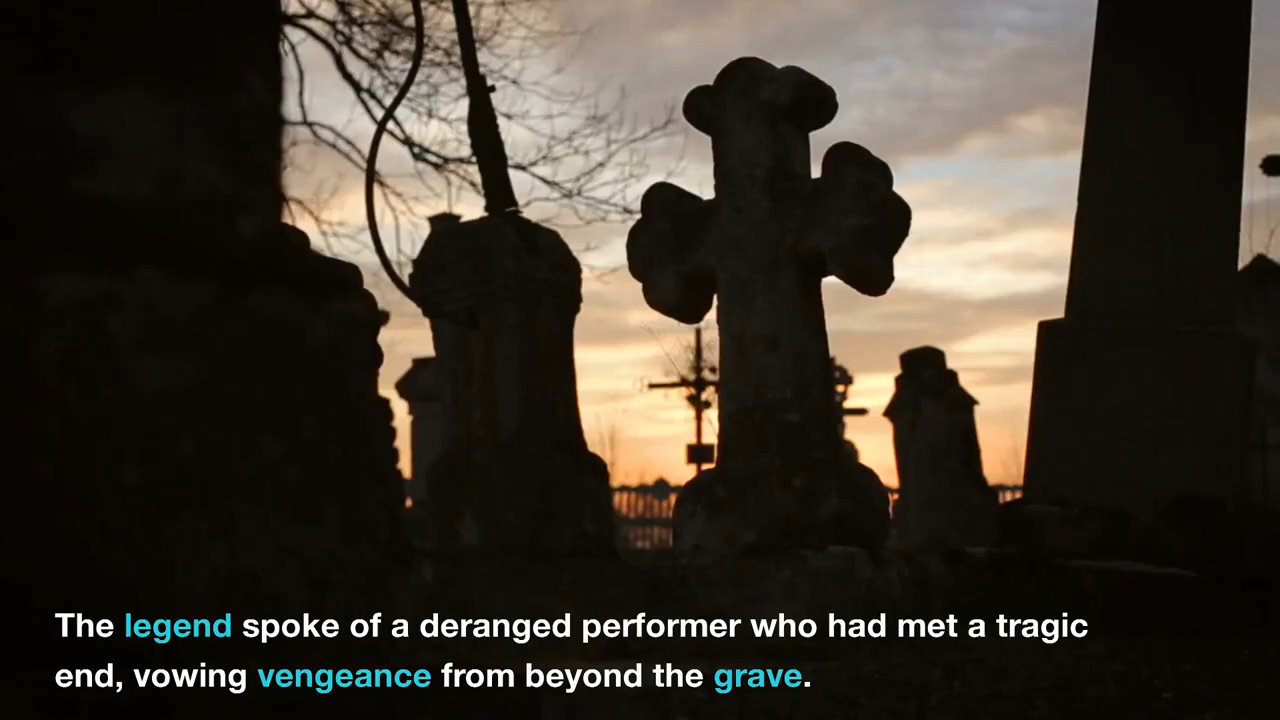 The legend spoke of a deranged performer who had met a tragic
end, vowing vengeance from beyond the grave.